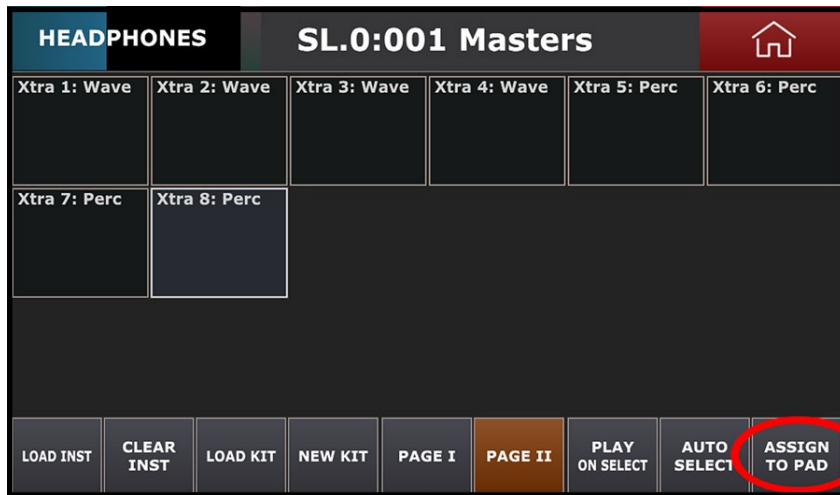 HEADPHONES SL.0:001 Masters
Xtra 1: Wave Xtra 2: Wave Xtra 3: Wave Xtra 4: Wave Xtra 5: Perc Xtra 6: Perc
Xtra 7: Perc Xtra 8: Perc
LOAD INST
CLEAR
INST
LOAD KIT
NEW KIT
PAGE I
PAGE II
PLAY
ON SELECT
AUTO
SELECT
ASSIGN
TO PAD